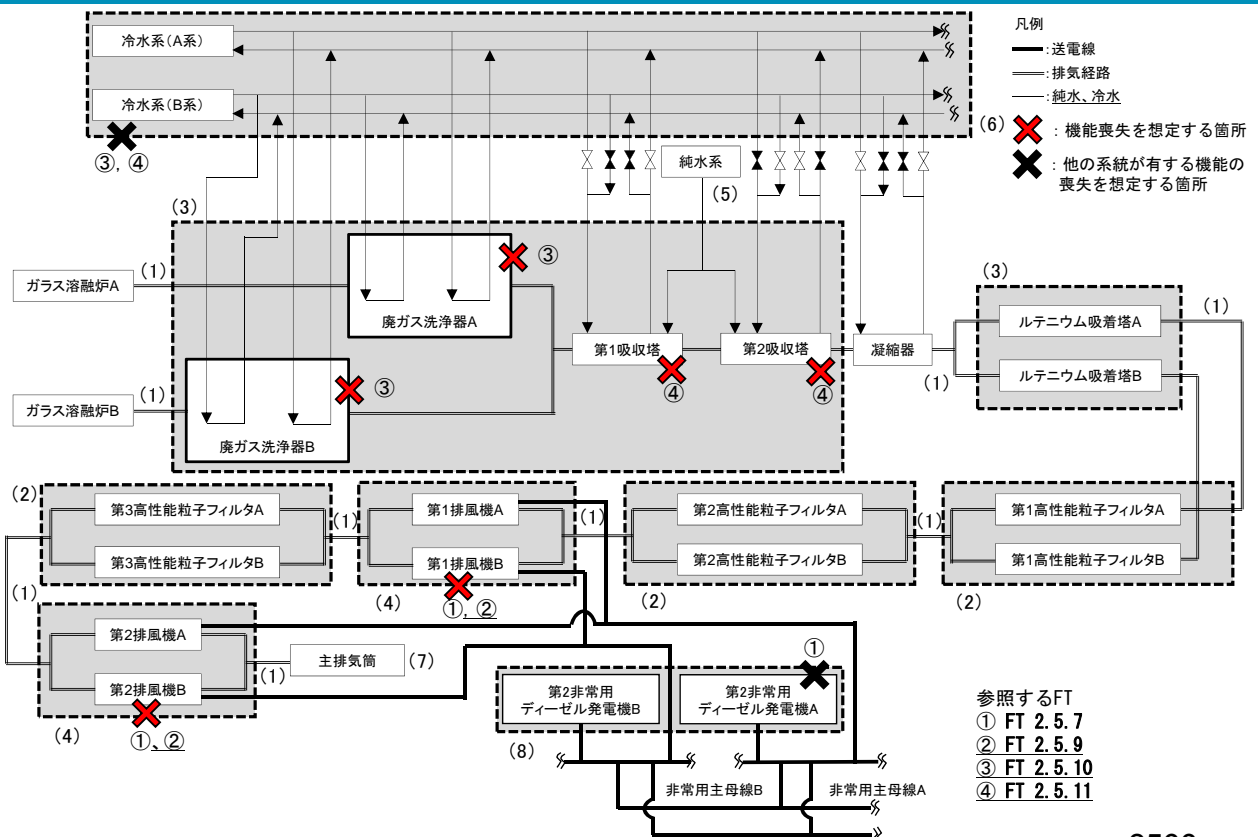 冷水系(A系)
冷水系(B系)
③, ④
凡例
:送電線
:排気経路
:純水、冷水
(6)
: 機能喪失を想定する箇所
: 他の系統が有する機能の
喪失を想定する箇所
純水系
(5)
(3)
(1)
ガラス溶融炉A
廃ガス洗浄器A
③
(1)
ガラス溶融炉B
廃ガス洗浄器B
③
第1吸収塔
④
第2吸収塔
④
凝縮器
(1)
(3)
ルテニウム吸着塔A
ルテニウム吸着塔B
(1)
(2)
第3高性能粒子フィルタA
第3高性能粒子フィルタB
(1)
第1排風機A
第1排風機B
(1)
(4)
①, ②
第2高性能粒子フィルタA
第2高性能粒子フィルタB
(2)
(1)
第1高性能粒子フィルタA
第1高性能粒子フィルタB
(2)
(1)
第2排風機A
第2排風機B
(4)
①、②
(1)
主排気筒
(7)
①
第2非常用
ディーゼル発電機B
第2非常用
ディーゼル発電機A
(8)
非常用主母線B
非常用主母線A
参照するFT
① FT 2.5.7
② FT 2.5.9
③ FT 2.5.10
④ FT 2.5.11